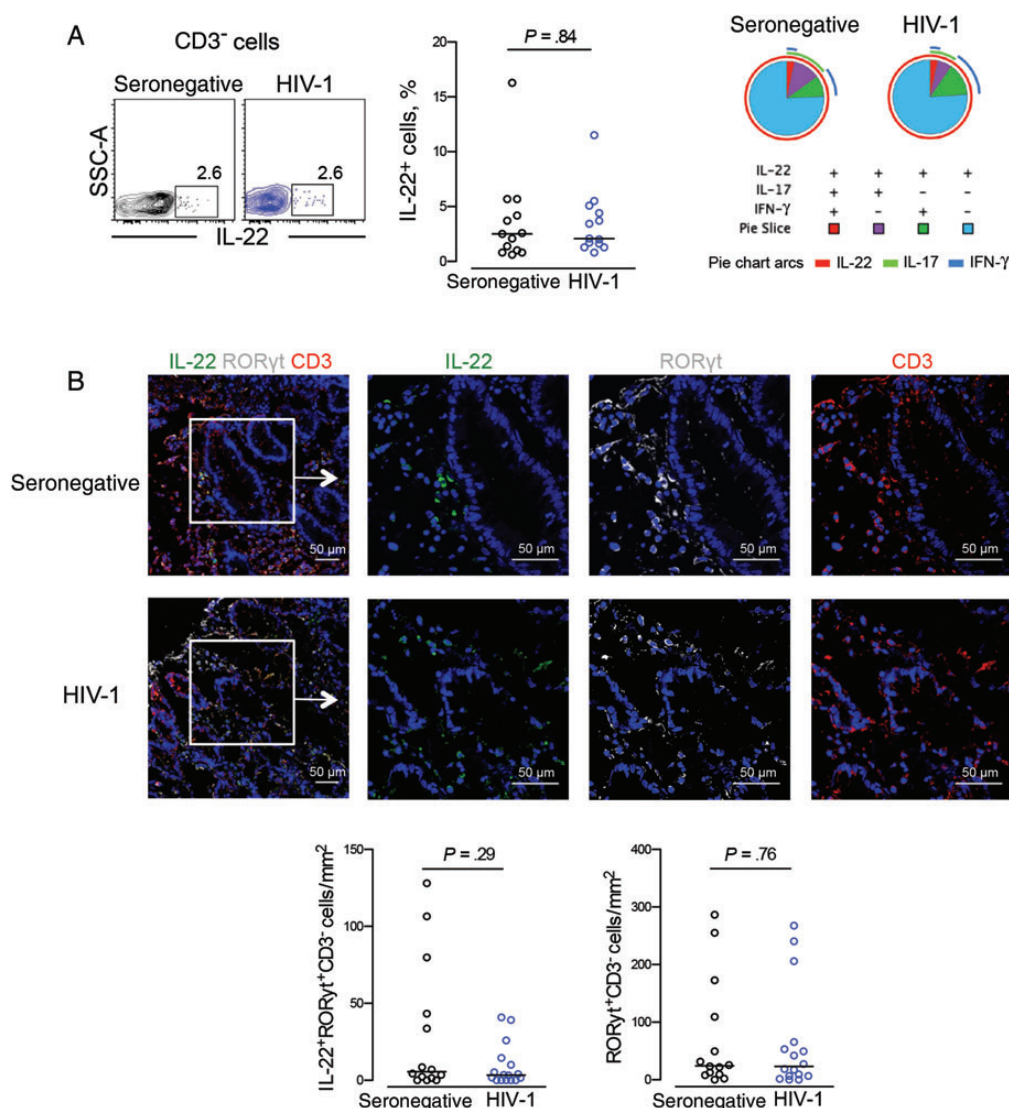 A
CD3⁻ cells
Seronegative
HIV-1
SSC-A
2.6
2.6
IL-22
P = .84
IL-22⁺ cells, %
20
15
10
5
0
Seronegative HIV-1
Seronegative
HIV-1
IL-22 + + + +
IL-17 + + − −
IFN-γ + − + −
Pie Slice
Pie chart arcs IL-22 IL-17 IFN-γ
B
IL-22 RORγt CD3
IL-22
RORγt
CD3
Seronegative
50 µm
50 µm
50 µm
50 µm
HIV-1
50 µm
50 µm
50 µm
50 µm
P = .29
IL-22⁺RORγt⁺CD3⁻ cells/mm²
150
100
50
0
Seronegative HIV-1
P = .76
RORγt⁺CD3⁻ cells/mm²
400
300
200
100
0
Seronegative HIV-1